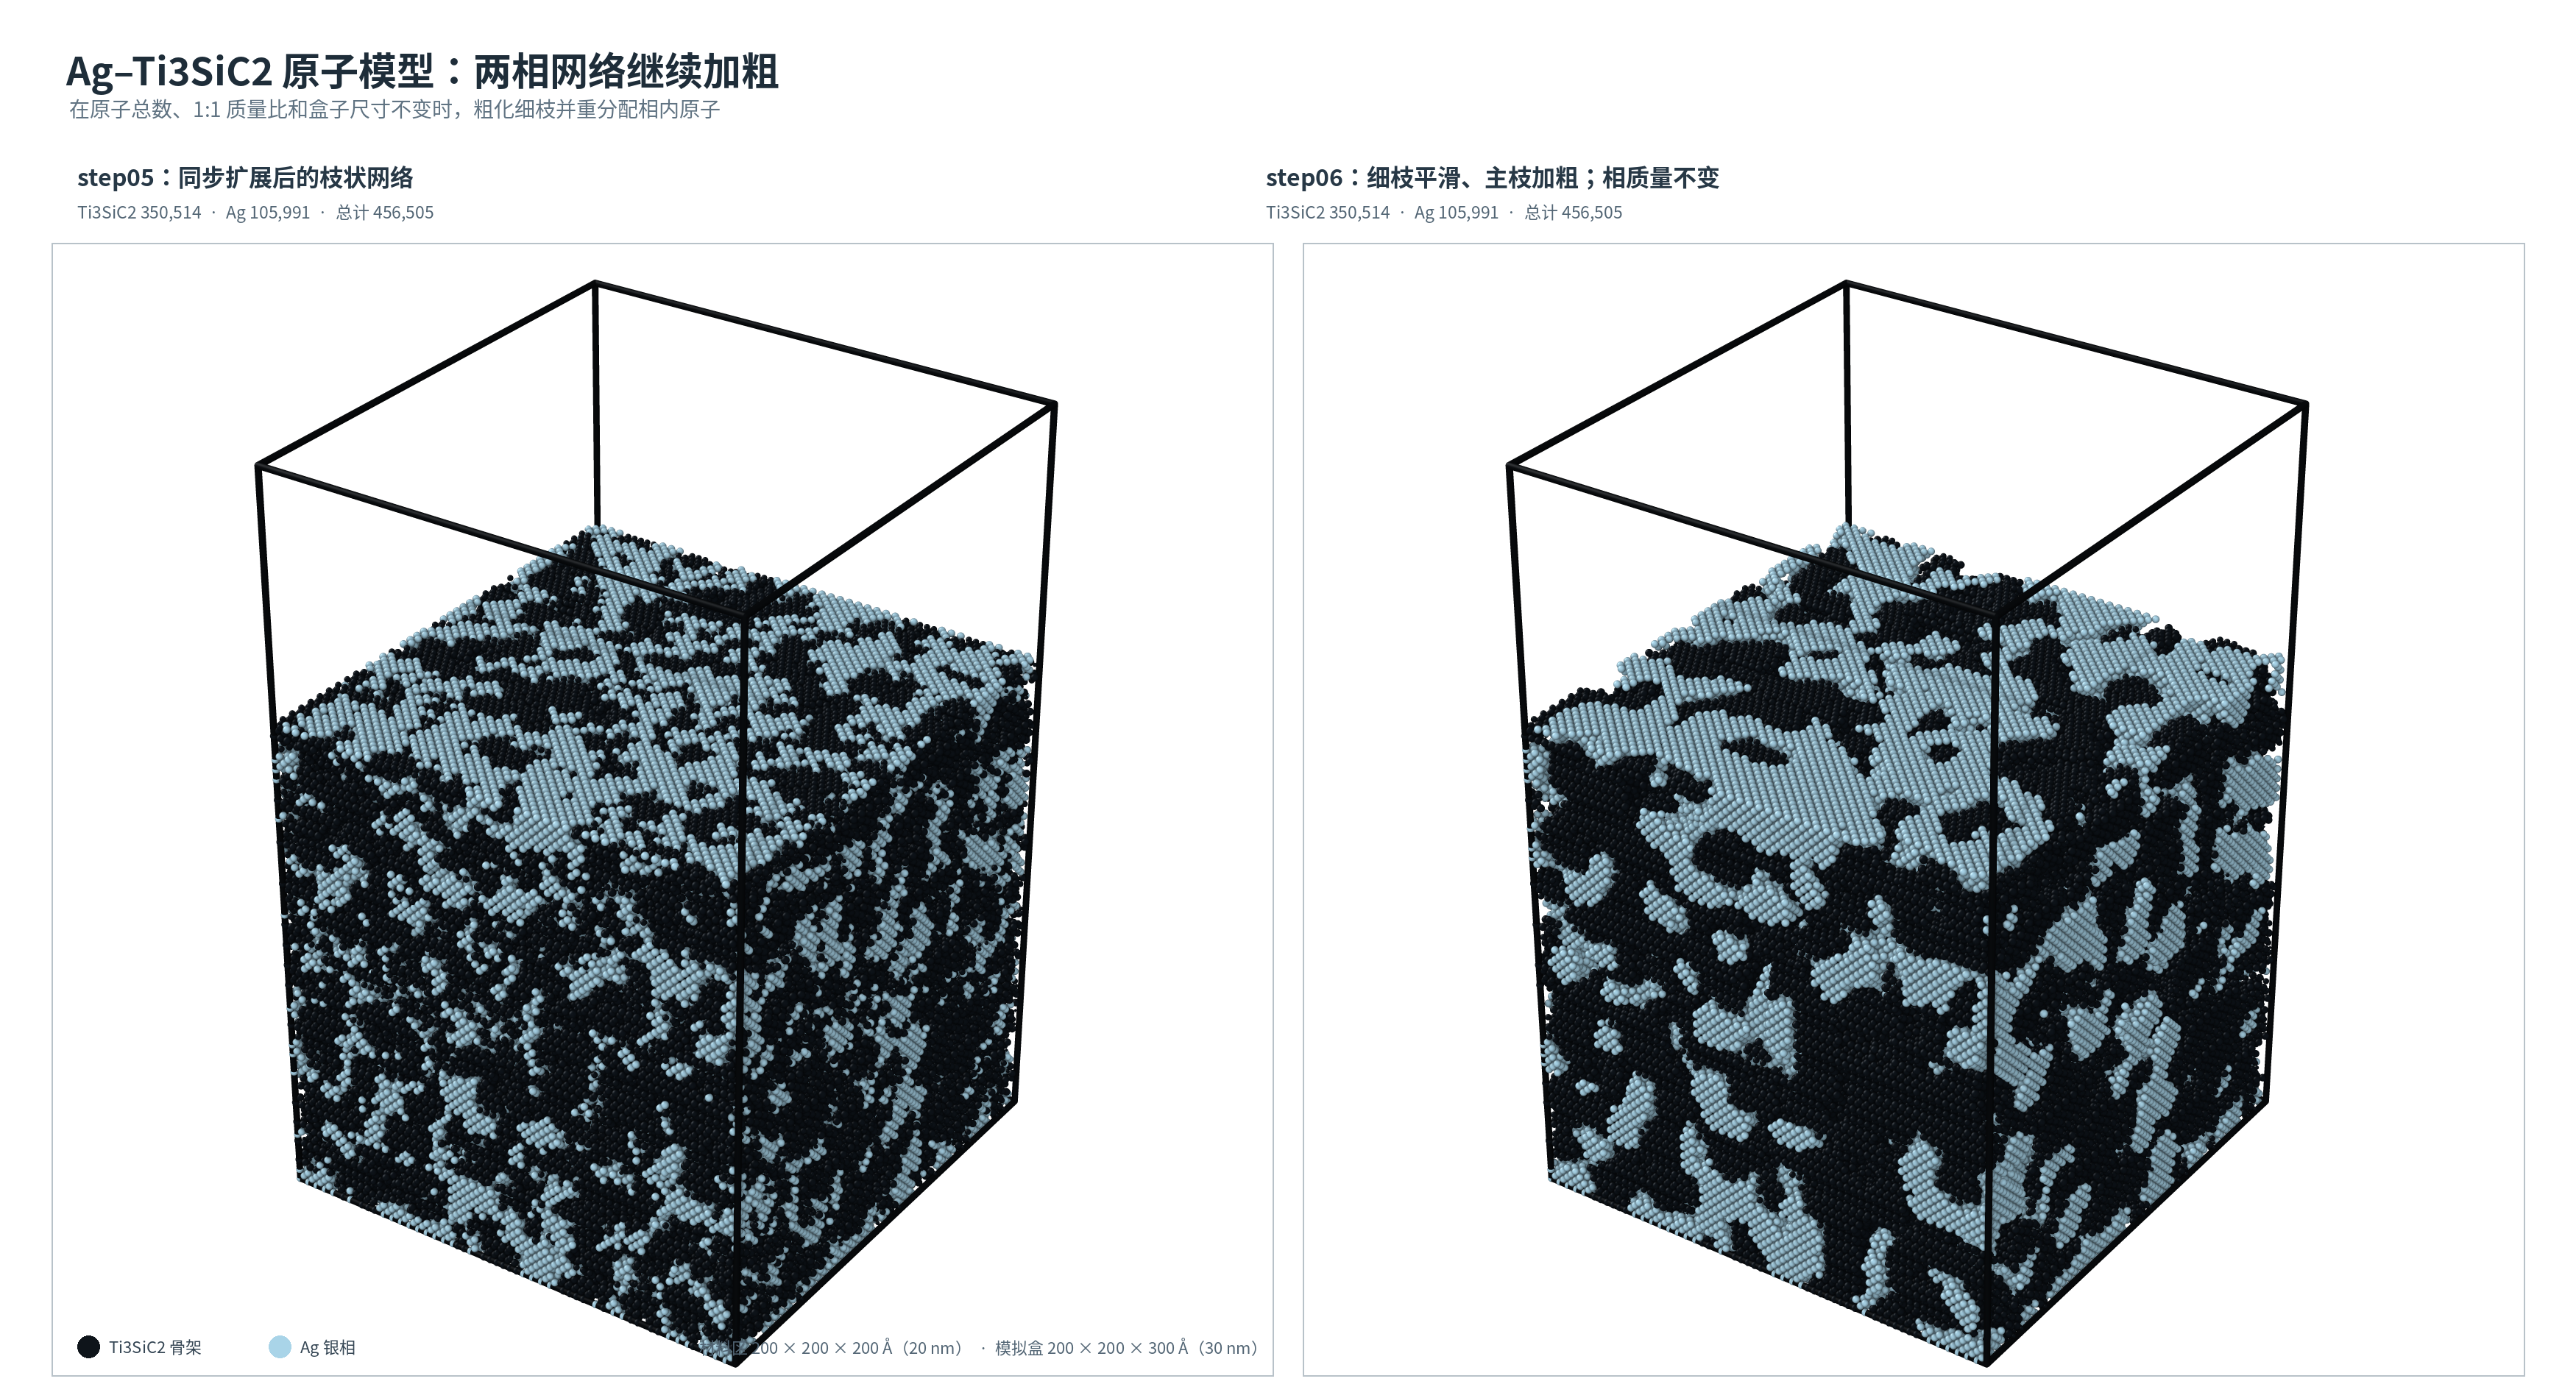 Ag–Ti3SiC2 原子模型：两相网络继续加粗
在原子总数、1:1 质量比和盒子尺寸不变时，粗化细枝并重分配相内原子
step05：同步扩展后的枝状网络
Ti3SiC2 350,514 · Ag 105,991 · 总计 456,505
step06：细枝平滑、主枝加粗；相质量不变
Ti3SiC2 350,514 · Ag 105,991 · 总计 456,505
Ti3SiC2 骨架
Ag 银相
200 × 200 × 200 Å（20 nm） · 模拟盒 200 × 200 × 300 Å（30 nm）